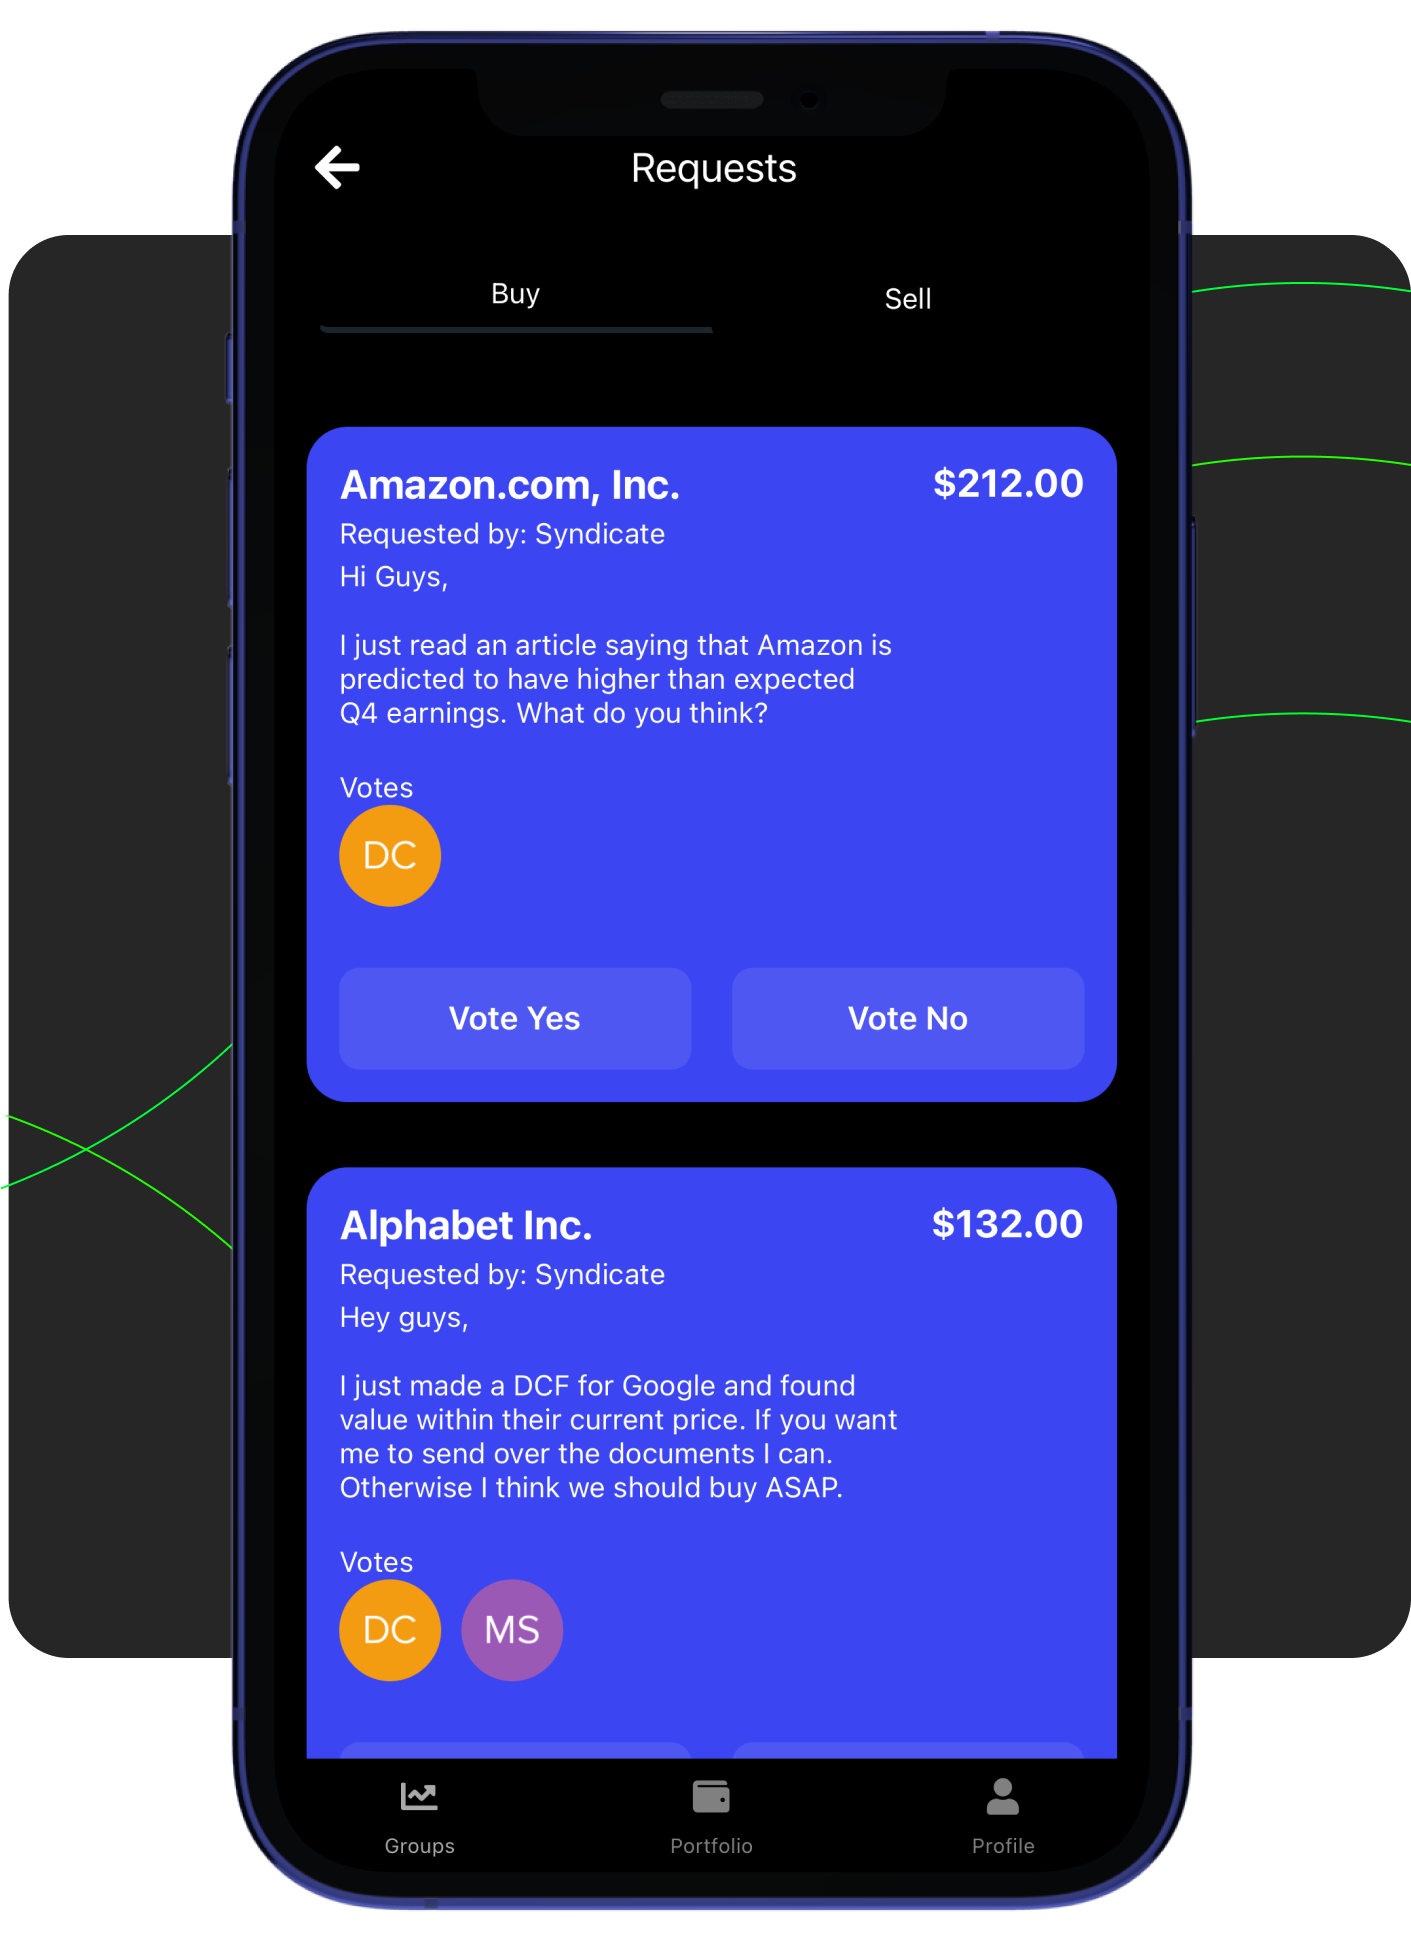 Requests
Buy
Sell
Amazon.com, Inc.
$212.00
Requested by: Syndicate
Hi Guys,
I just read an article saying that Amazon is
predicted to have higher than expected
Q4 earnings. What do you think?
Votes
DC
Vote Yes
Vote No
Alphabet Inc.
$132.00
Requested by: Syndicate
Hey guys,
I just made a DCF for Google and found
value within their current price. If you want
me to send over the documents I can.
Otherwise I think we should buy ASAP.
Votes
DC
MS
Groups
Portfolio
Profile